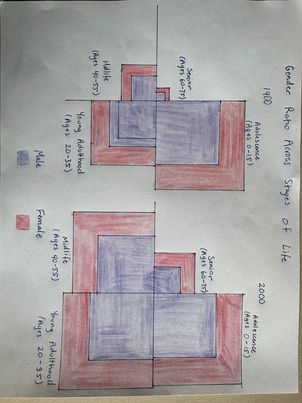 Gender Ratio Across Stages of Life
1900
Senior
(Ages 60-75)
Adolescence
(Ages 0-15)
Midlife
(Ages 40-55)
Young Adulthood
(Ages 20-35)
2000
Senior
(Ages 60-75)
Adolescence
(Ages 0-15)
Midlife
(Ages 40-55)
Young Adulthood
(Ages 20-35)
Male
Female